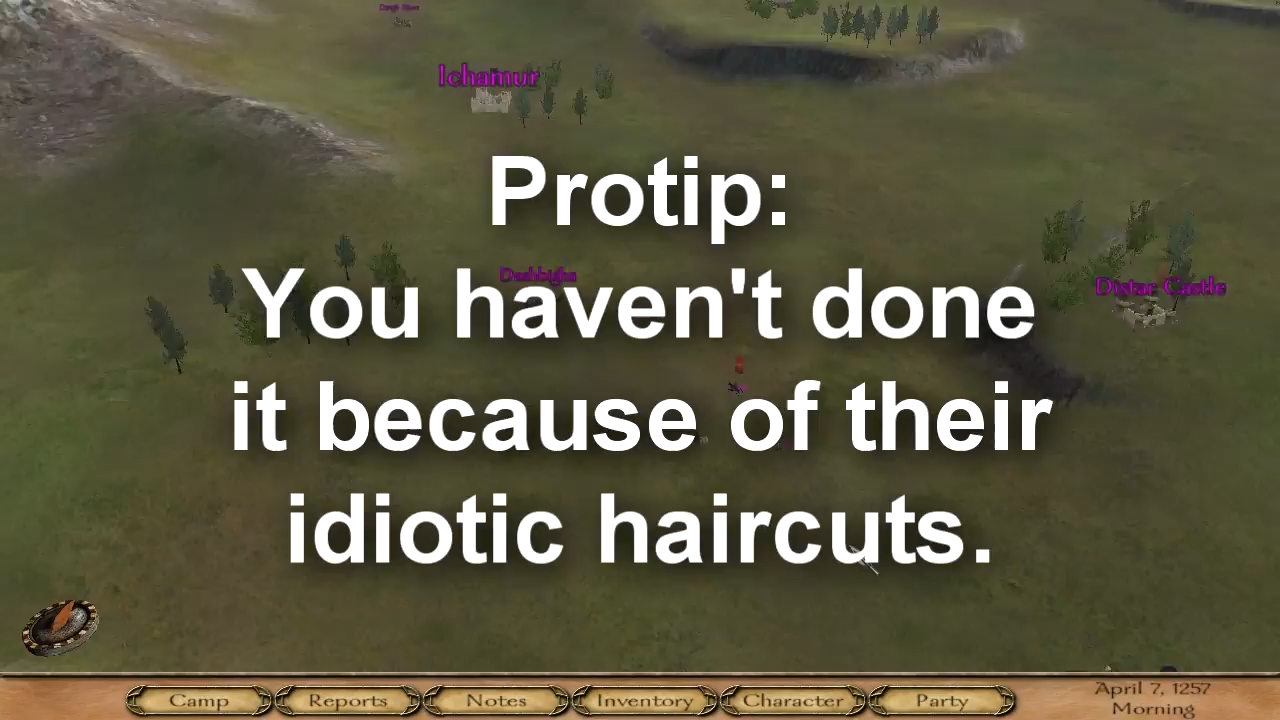 Ichamur
Protip:
Dashbigha
You haven't done
Distar Castle
it because of their
idiotic haircuts.
Camp
Reports
Notes
Inventory
Character
Party
April 7, 1257
Morning